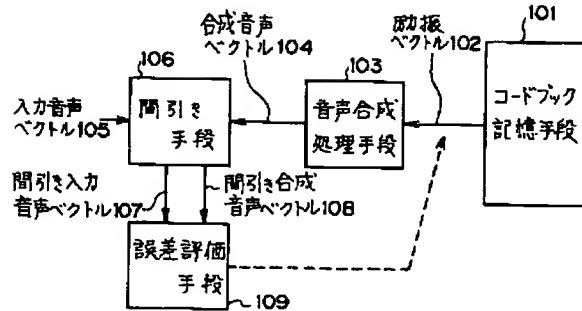 101
コードブック
記憶手段
励振
ベクトル102
103
音声合成
処理手段
合成音声
ベクトル104
106
間引き
手段
入力音声
ベクトル105
間引き入力
音声ベクトル107
間引き合成
音声ベクトル108
誤差評価
手段
109